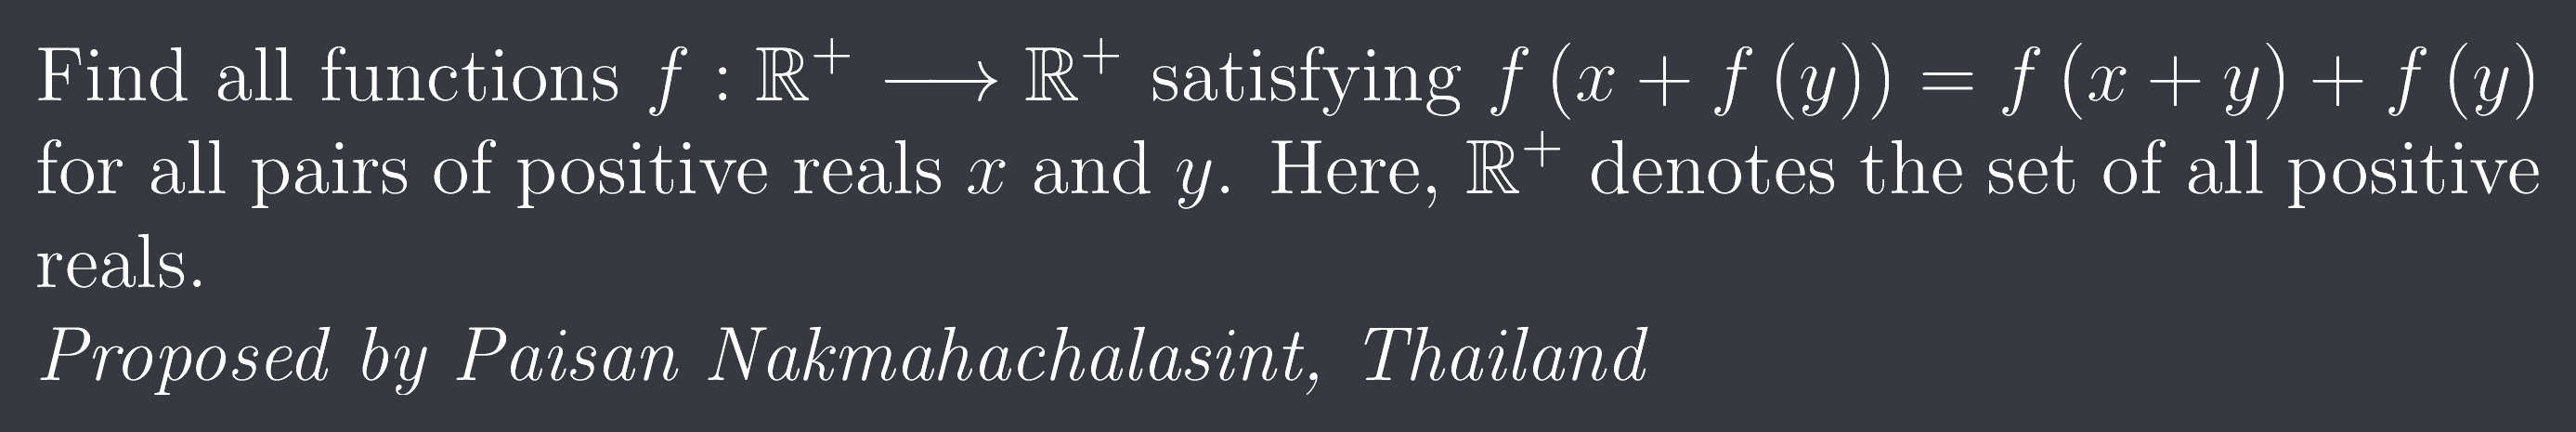 Find all functions f : ℝ⁺ ⟶ ℝ⁺ satisfying f (x + f (y)) = f (x + y) + f (y)
for all pairs of positive reals x and y. Here, ℝ⁺ denotes the set of all positive
reals.
Proposed by Paisan Nakmahachalasint, Thailand